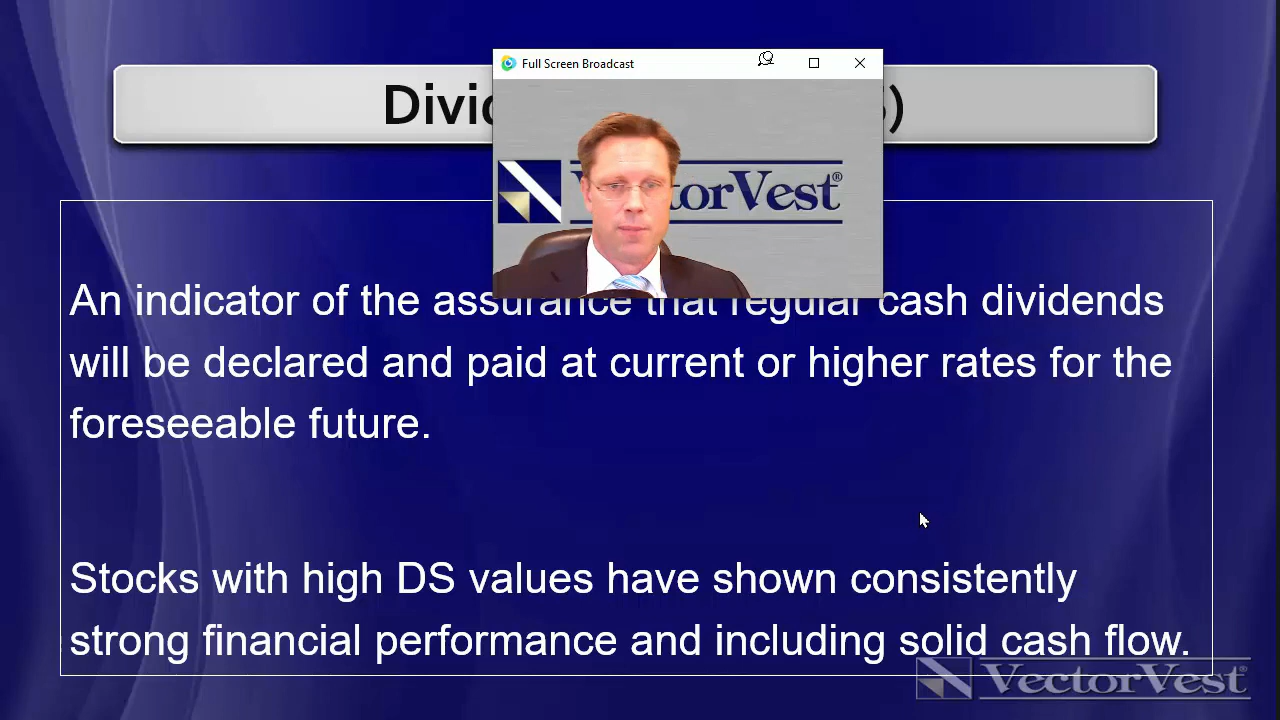 Full Screen Broadcast
)
VectorVest®
An indicator of the assurance that regular cash dividends
will be declared and paid at current or higher rates for the
foreseeable future.
Stocks with high DS values have shown consistently
strong financial performance and including solid cash flow.
VectorVest